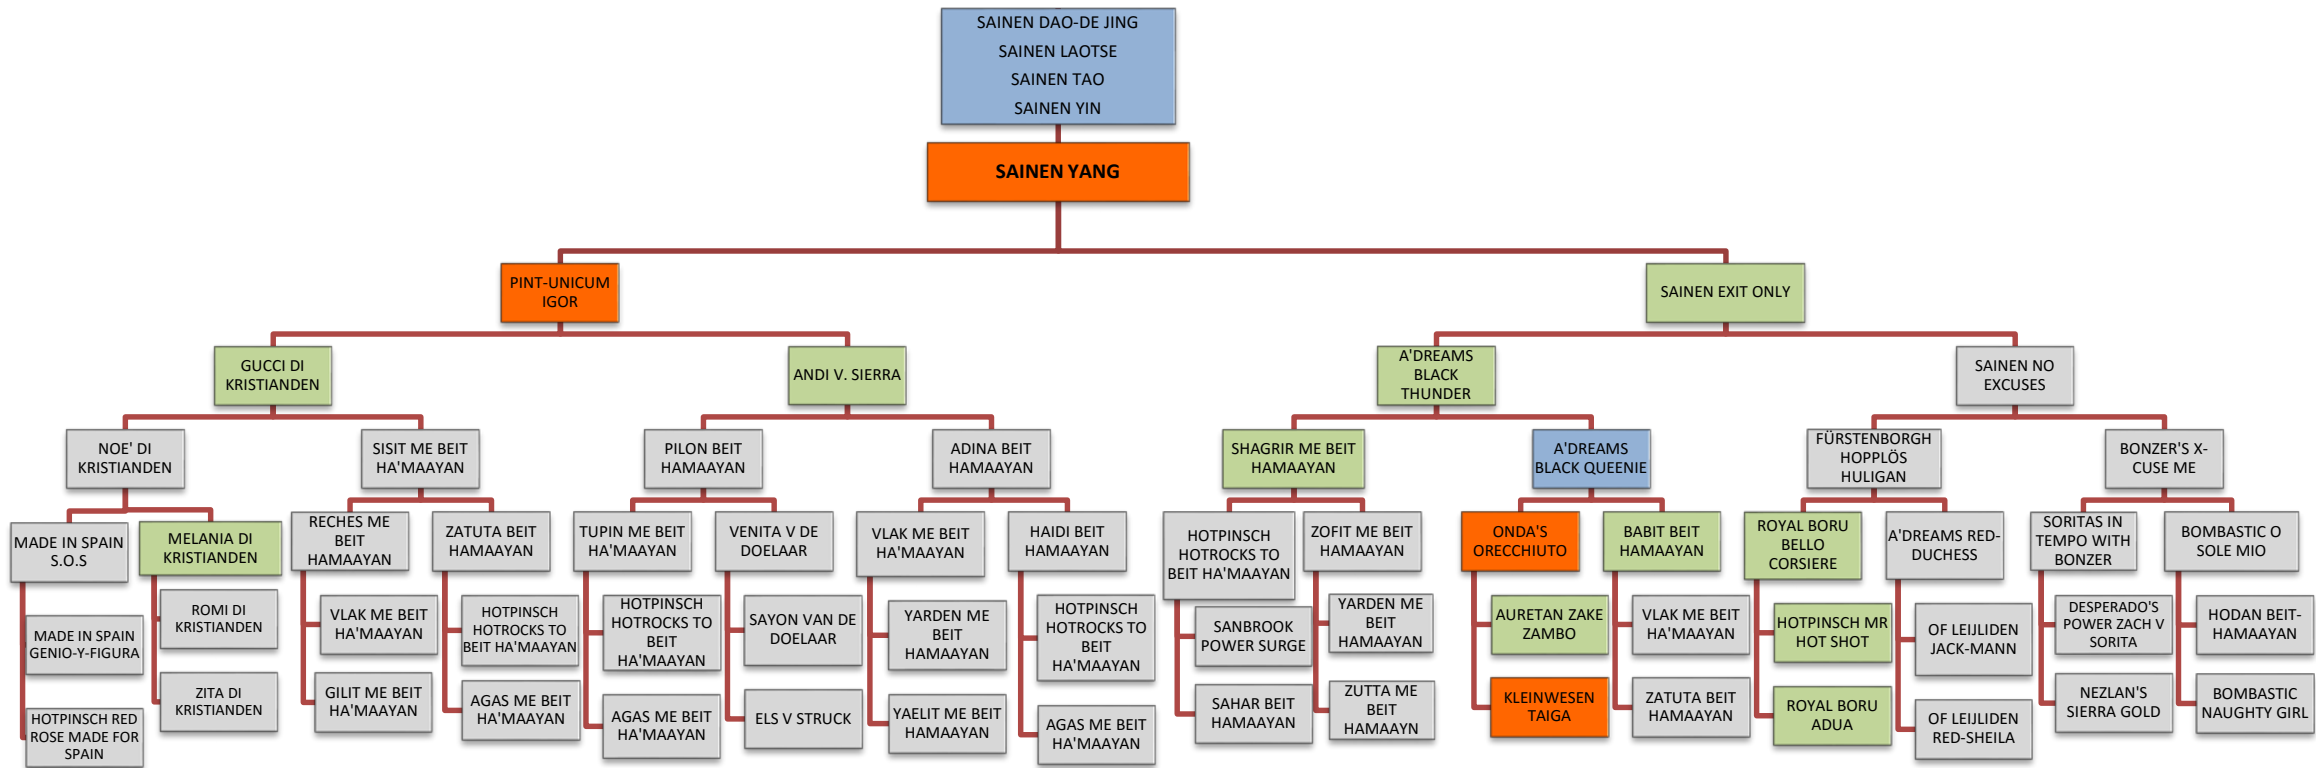 SAINEN DAO-DE JING
SAINEN LAOTSE
SAINEN TAO
SAINEN YIN
SAINEN YANG
PINT-UNICUM
IGOR
SAINEN EXIT ONLY
GUCCI DI
KRISTIANDEN
ANDI V. SIERRA
A'DREAMS
BLACK
THUNDER
SAINEN NO
EXCUSES
NOE' DI
KRISTIANDEN
SISIT ME BEIT
HA'MAAYAN
PILON BEIT
HAMAAYAN
ADINA BEIT
HAMAAYAN
SHAGRIR ME BEIT
HAMAAYAN
A'DREAMS
BLACK QUEENIE
FÜRSTENBORGH
HOPPLÖS
HULIGAN
BONZER'S X-
CUSE ME
MADE IN SPAIN
S.O.S
MELANIA DI
KRISTIANDEN
RECHES ME
BEIT
HAMAAYAN
ZATUTA BEIT
HAMAAYAN
TUPIN ME BEIT
HA'MAAYAN
VENITA V DE
DOELAAR
VLAK ME BEIT
HA'MAAYAN
HAIDI BEIT
HAMAAYAN
HOTPINSCH
HOTROCKS TO
BEIT HA'MAAYAN
ZOFIT ME BEIT
HAMAAYAN
ONDA'S
ORECCHIUTO
BABIT BEIT
HAMAAYAN
ROYAL BORU
BELLO
CORSIERE
A'DREAMS RED-
DUCHESS
SORITAS IN
TEMPO WITH
BONZER
BOMBASTIC O
SOLE MIO
MADE IN SPAIN
GENIO-Y-FIGURA
ROMI DI
KRISTIANDEN
VLAK ME BEIT
HA'MAAYAN
HOTPINSCH
HOTROCKS TO
BEIT HA'MAAYAN
HOTPINSCH
HOTROCKS TO
BEIT
HA'MAAYAN
SAYON VAN DE
DOELAAR
YARDEN ME
BEIT
HAMAAYAN
HOTPINSCH
HOTROCKS TO
BEIT
HA'MAAYAN
SANBROOK
POWER SURGE
YARDEN ME
BEIT
HAMAAYAN
AURETAN ZAKE
ZAMBO
VLAK ME BEIT
HA'MAAYAN
HOTPINSCH MR
HOT SHOT
OF LEIJLIDEN
JACK-MANN
DESPERADO'S
POWER ZACH V
SORITA
HODAN BEIT-
HAMAAYAN
HOTPINSCH RED
ROSE MADE FOR
SPAIN
ZITA DI
KRISTIANDEN
GILIT ME BEIT
HA'MAAYAN
AGAS ME BEIT
HA'MAAYAN
AGAS ME BEIT
HA'MAAYAN
ELS V STRUCK
YAELIT ME BEIT
HAMAAYAN
AGAS ME BEIT
HA'MAAYAN
SAHAR BEIT
HAMAAYAN
ZUTTA ME
BEIT
HAMAAYN
KLEINWESEN
TAIGA
ZATUTA BEIT
HAMAAYAN
ROYAL BORU
ADUA
OF LEIJLIDEN
RED-SHEILA
NEZLAN'S
SIERRA GOLD
BOMBASTIC
NAUGHTY GIRL